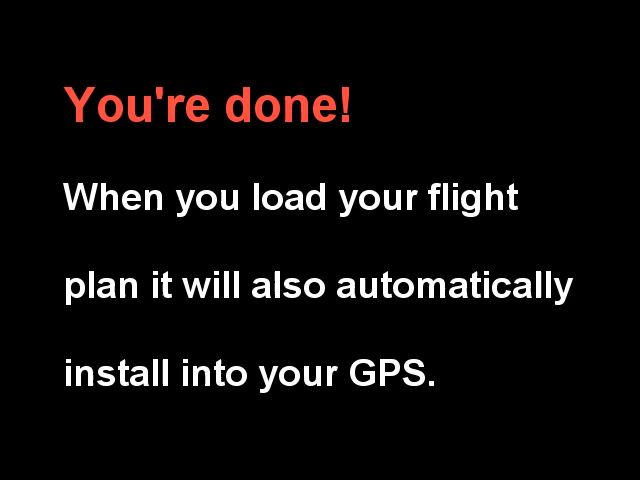 You're done!
When you load your flight
plan it will also automatically
install into your GPS.